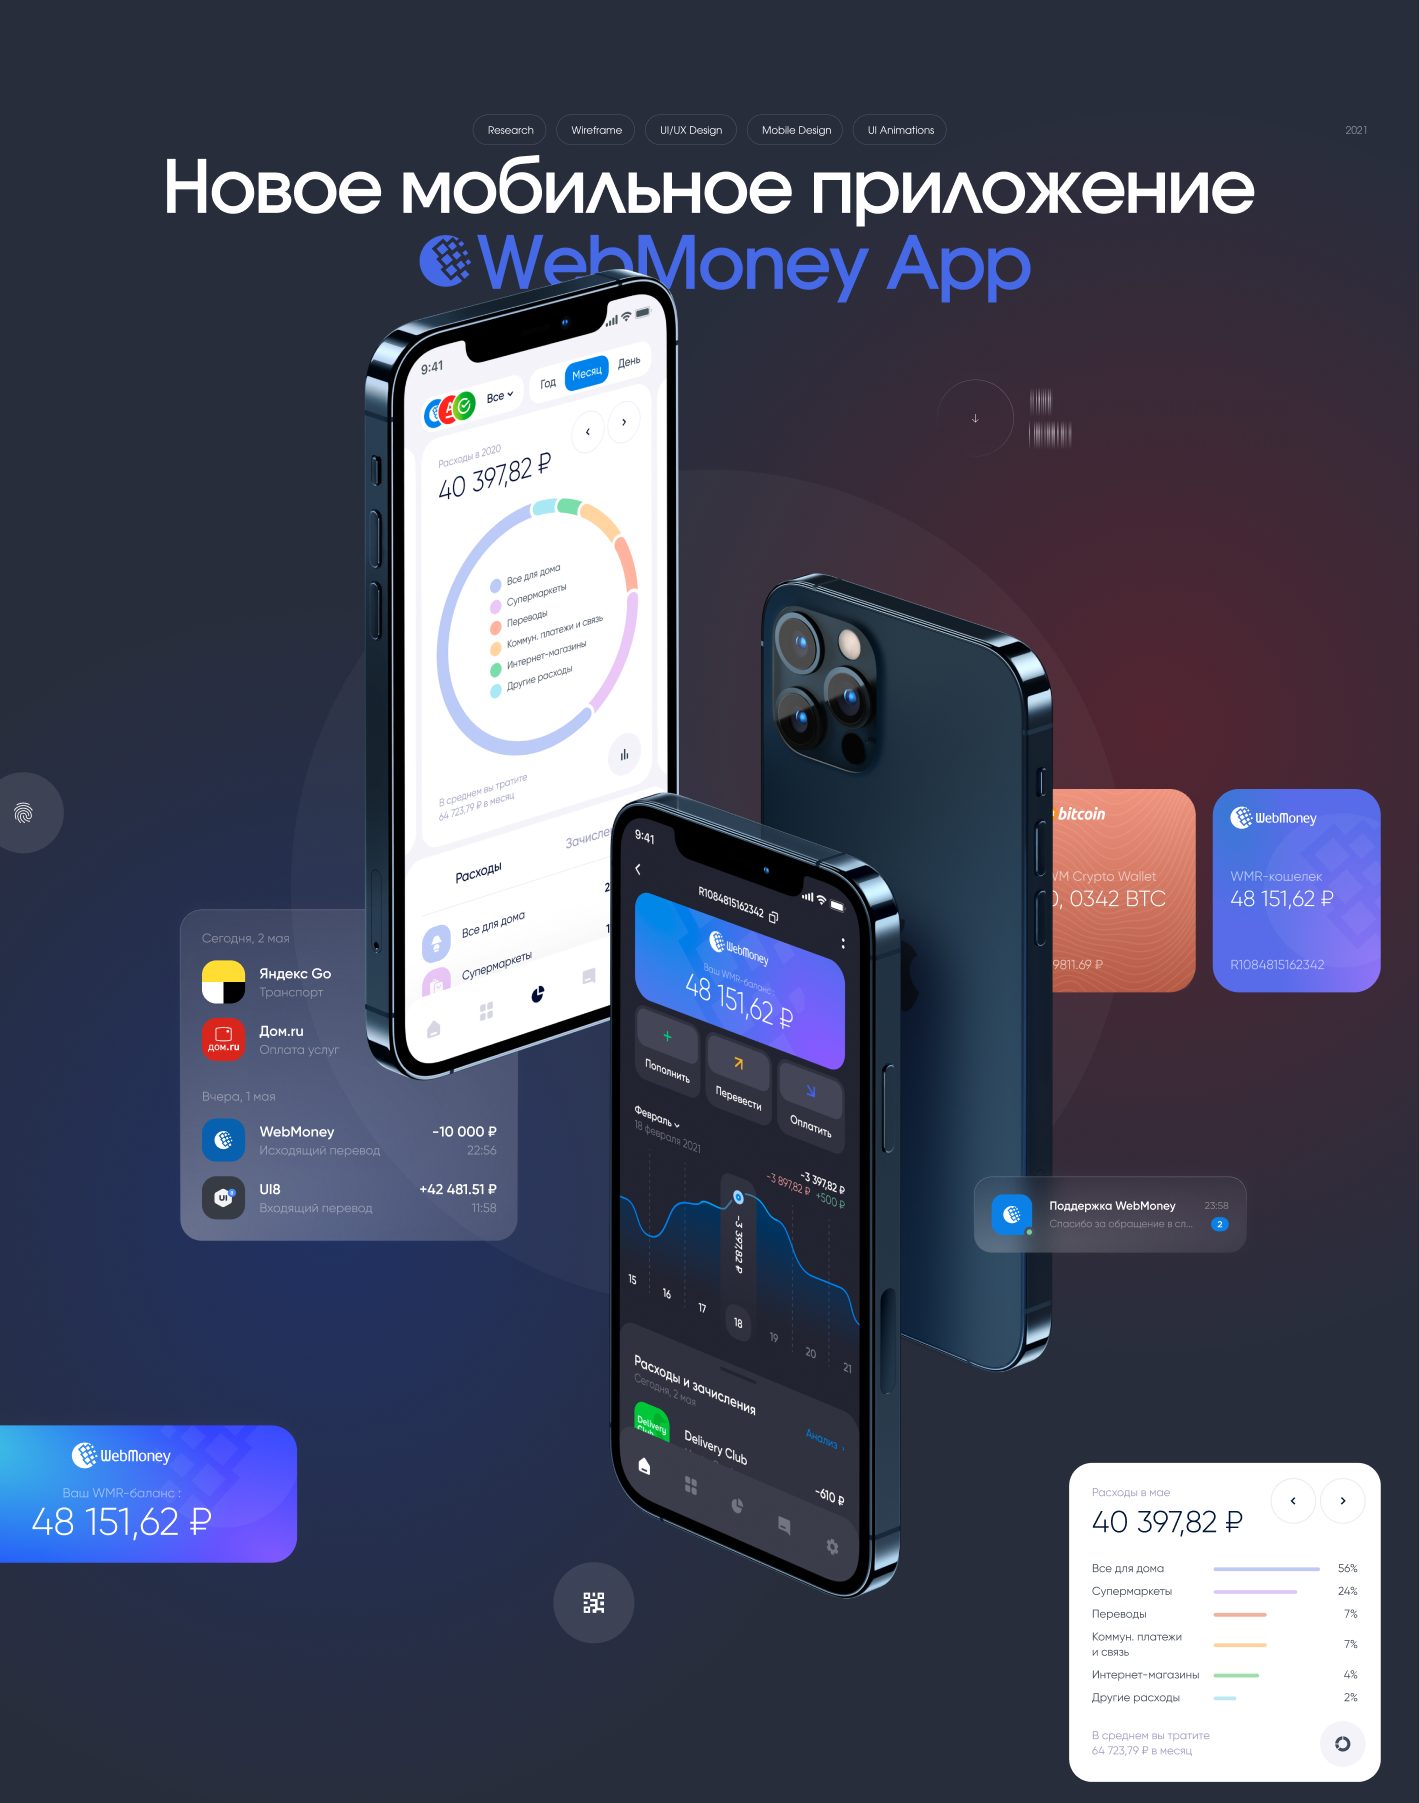 Research
Wireframe
UI/UX Design
Mobile Design
UI Animations
2021
Новое мобильное приложение
WebMoney App
9:41
Все
Год
Месяц
День
Расходы в 2020
40 397,82 ₽
Все для дома
Супермаркеты
Переводы
Коммун. платежи и связь
Интернет-магазины
Другие расходы
В среднем вы тратите
64 723,79 ₽ в месяц
Расходы
Все для дома
Супермаркеты
bitcoin
Crypto Wallet
0342 BTC
9811.69 ₽
WebMoney
WMR-кошелек
48 151,62 ₽
R1084815162342
Сегодня, 2 мая
Яндекс Go
Транспорт
дом.ru
Дом.ru
Оплата услуг
Вчера, 1 мая
WebMoney
-10 000 ₽
Исходящий перевод
22:56
UI
UI8
+42 481.51 ₽
Входящий перевод
11:58
9:41
R1084815162342
WebMoney
Ваш WMR-баланс :
48 151,62 ₽
Пополнить
Перевести
Оплатить
Февраль
18 февраля 2021
-3 397,82 ₽
-3 897,82 ₽ +500 ₽
-3 397,82 ₽
15
16
17
18
19
20
21
Расходы и зачисления
Сегодня, 2 мая
Анализ
Delivery
Delivery Club
-610 ₽
Поддержка WebMoney
23:58
Спасибо за обращение в сл...
2
WebMoney
Ваш WMR-баланс :
48 151,62 ₽
Расходы в мае
40 397,82 ₽
Все для дома
56%
Супермаркеты
24%
Переводы
7%
Коммун. платежи
и связь
7%
Интернет-магазины
4%
Другие расходы
2%
В среднем вы тратите
64 723,79 ₽ в месяц